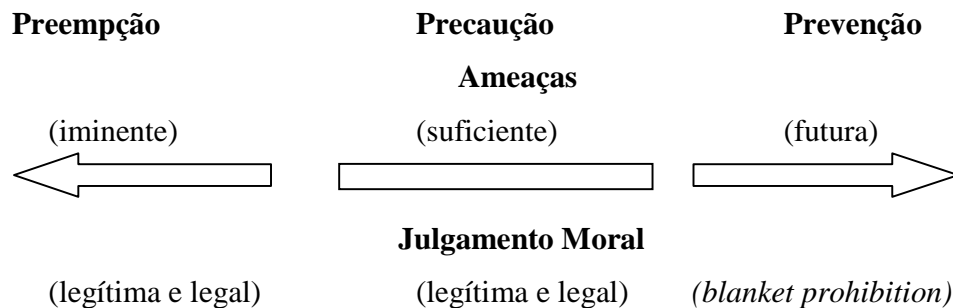 Preempção Precaução Prevenção
Ameaças
(iminente) (suficiente) (futura)
Julgamento Moral
(legítima e legal) (legítima e legal) (blanket prohibition)